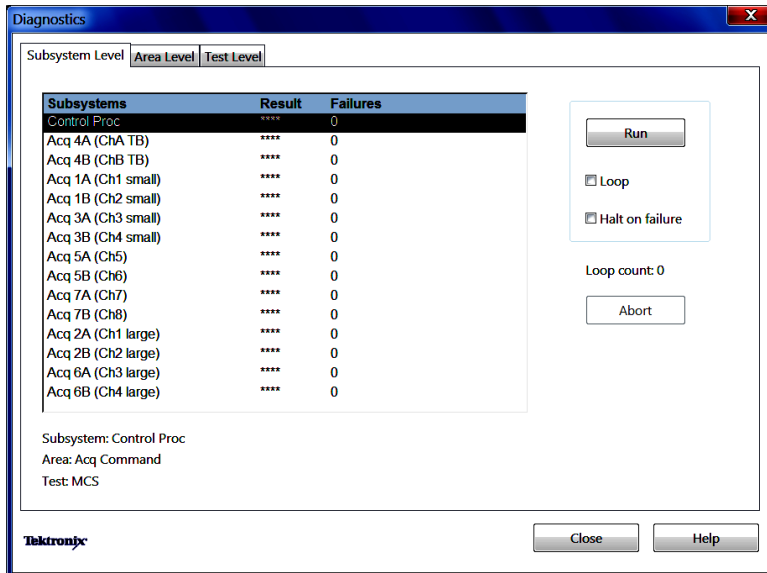 Diagnostics
X
Subsystem Level Area Level Test Level
Subsystems Result Failures
Control Proc **** 0
Acq 4A (ChA TB) **** 0
Acq 4B (ChB TB) **** 0
Acq 1A (Ch1 small) **** 0
Acq 1B (Ch2 small) **** 0
Acq 3A (Ch3 small) **** 0
Acq 3B (Ch4 small) **** 0
Acq 5A (Ch5) **** 0
Acq 5B (Ch6) **** 0
Acq 7A (Ch7) **** 0
Acq 7B (Ch8) **** 0
Acq 2A (Ch1 large) **** 0
Acq 2B (Ch2 large) **** 0
Acq 6A (Ch3 large) **** 0
Acq 6B (Ch4 large) **** 0
Run
Loop
Halt on failure
Loop count: 0
Abort
Subsystem: Control Proc
Area: Acq Command
Test: MCS
Tektronix
Close
Help